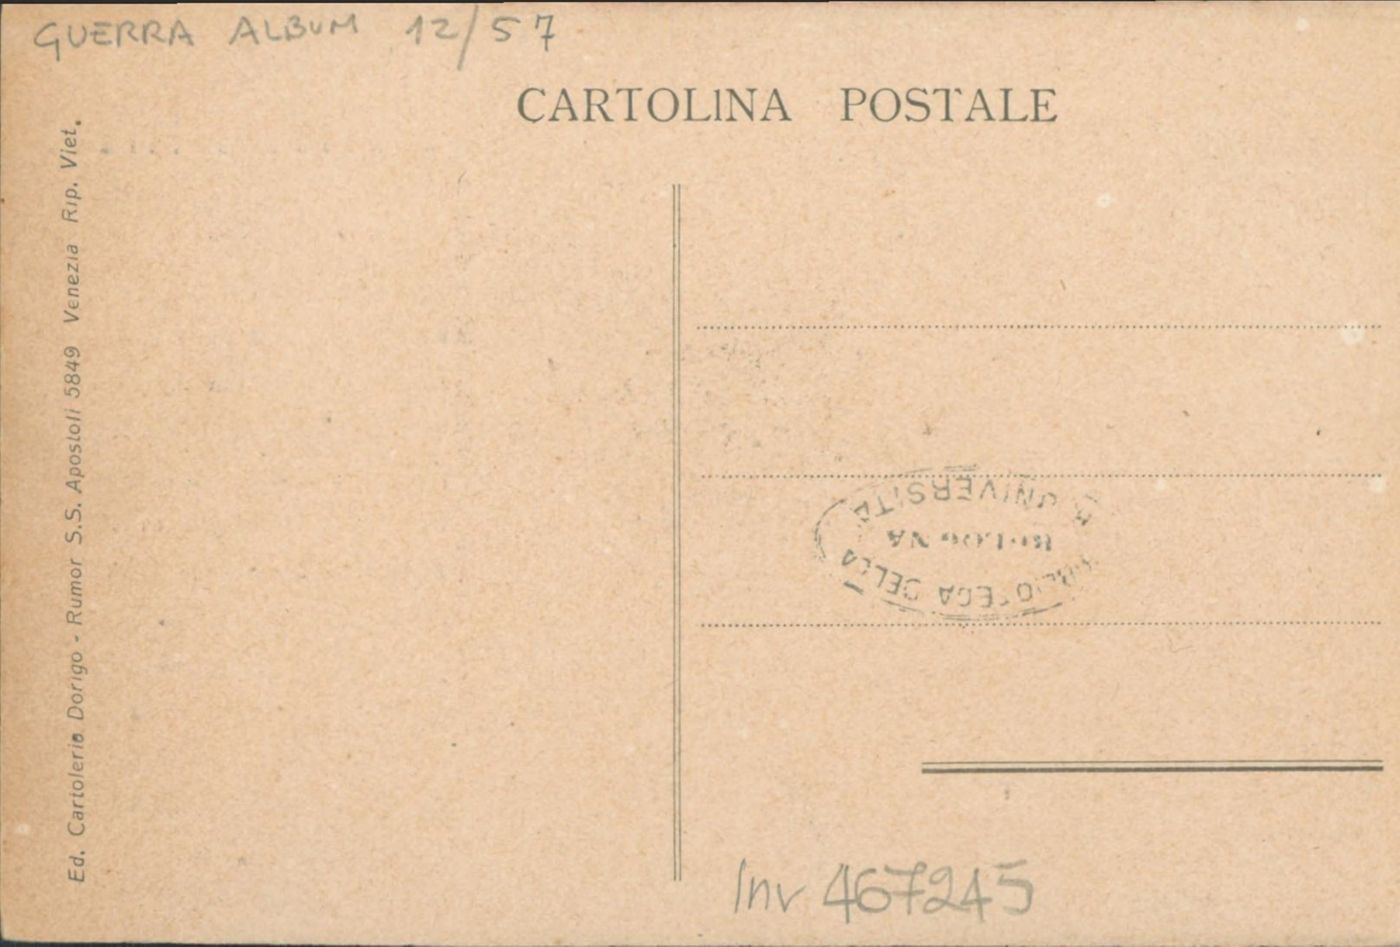 GUERRA ALBUM 12/57
CARTOLINA POSTALE
Ed. Cartolerie Dorigo - Rumor S.S. Apostoli 5849 Venezia Rip. Viet.
BIBLIOTECA DELLA
R. UNIVERSITÀ
BOLOGNA
Inv 467245